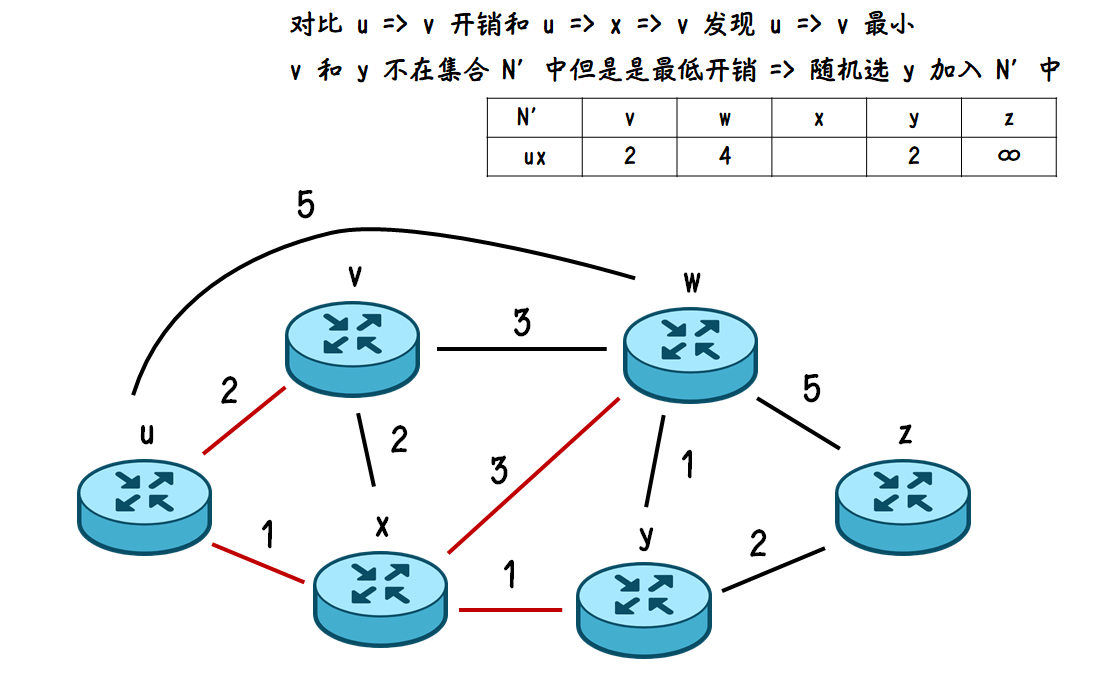 对比 u => v 开销和 u => x => v 发现 u => v 最小
v 和 y 不在集合 N' 中但是是最低开销 => 随机选 y 加入 N' 中
N' v w x y z
ux 2 4 2 ∞
5
v
w
3
2
5
u
2
z
3
1
x
1
y
2
1